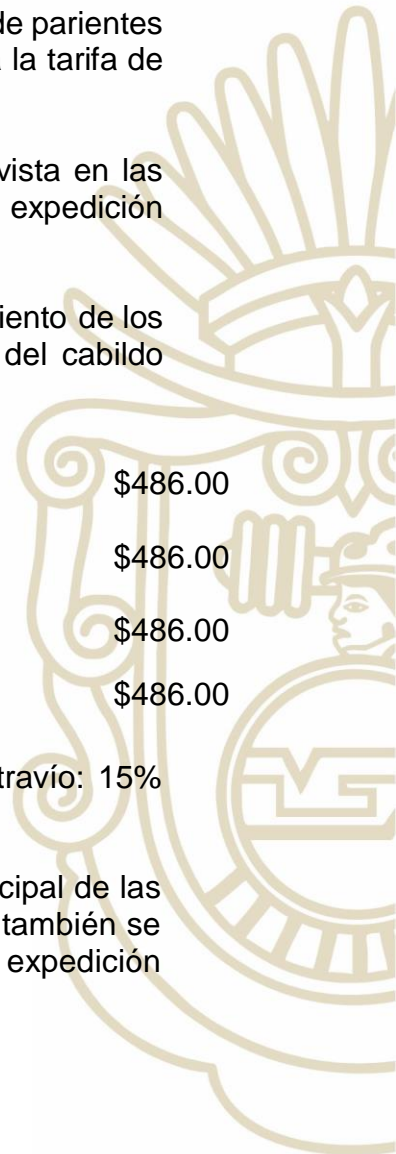 de parientes
la tarifa de
vista en las
expedición
iento de los
del cabildo
$486.00
$486.00
$486.00
$486.00
travío: 15%
cipal de las
también se
expedición